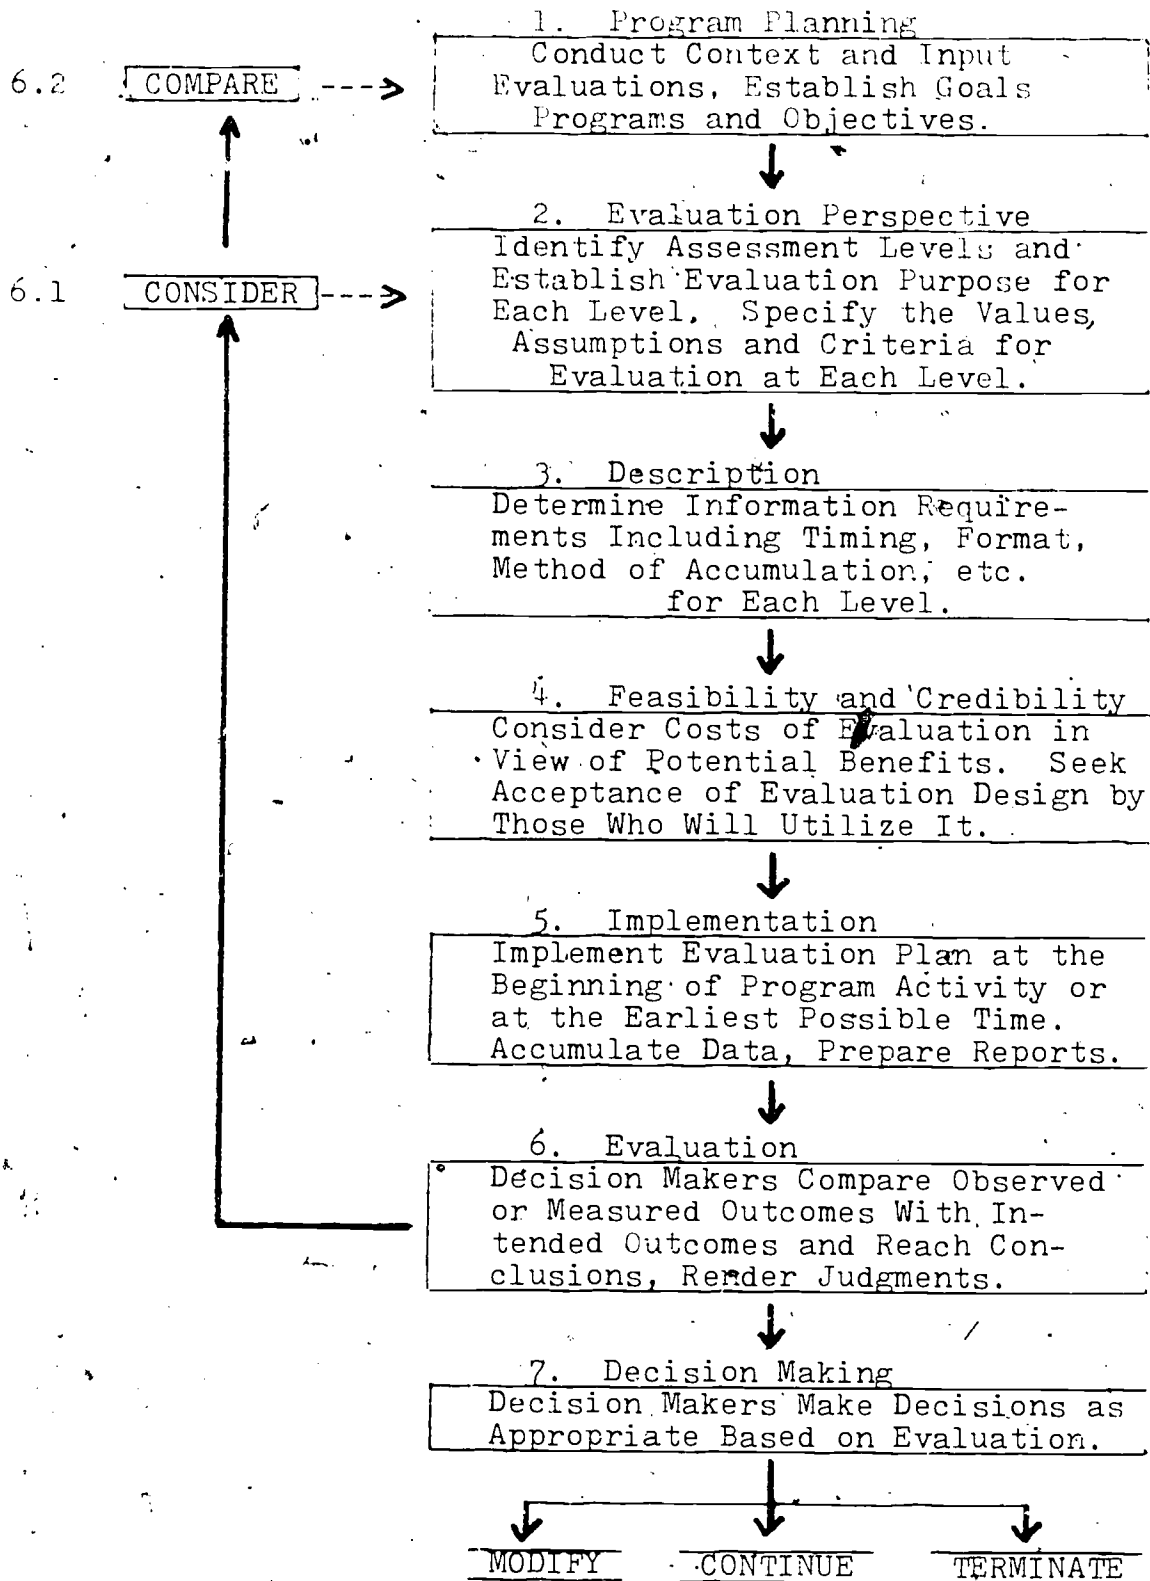 1. Program Planning
6.2 COMPARE
Conduct Context and Input
Evaluations, Establish Goals
Programs and Objectives.
2. Evaluation Perspective
6.1 CONSIDER
Identify Assessment Levels and
Establish Evaluation Purpose for
Each Level. Specify the Values,
Assumptions and Criteria for
Evaluation at Each Level.
3. Description
Determine Information Require-
ments Including Timing, Format,
Method of Accumulation, etc.
for Each Level.
4. Feasibility and Credibility
Consider Costs of Evaluation in
View of Potential Benefits. Seek
Acceptance of Evaluation Design by
Those Who Will Utilize It.
5. Implementation
Implement Evaluation Plan at the
Beginning of Program Activity or
at the Earliest Possible Time.
Accumulate Data, Prepare Reports.
6. Evaluation
Decision Makers Compare Observed
or Measured Outcomes With In-
tended Outcomes and Reach Con-
clusions, Render Judgments.
7. Decision Making
Decision Makers Make Decisions as
Appropriate Based on Evaluation.
MODIFY CONTINUE TERMINATE